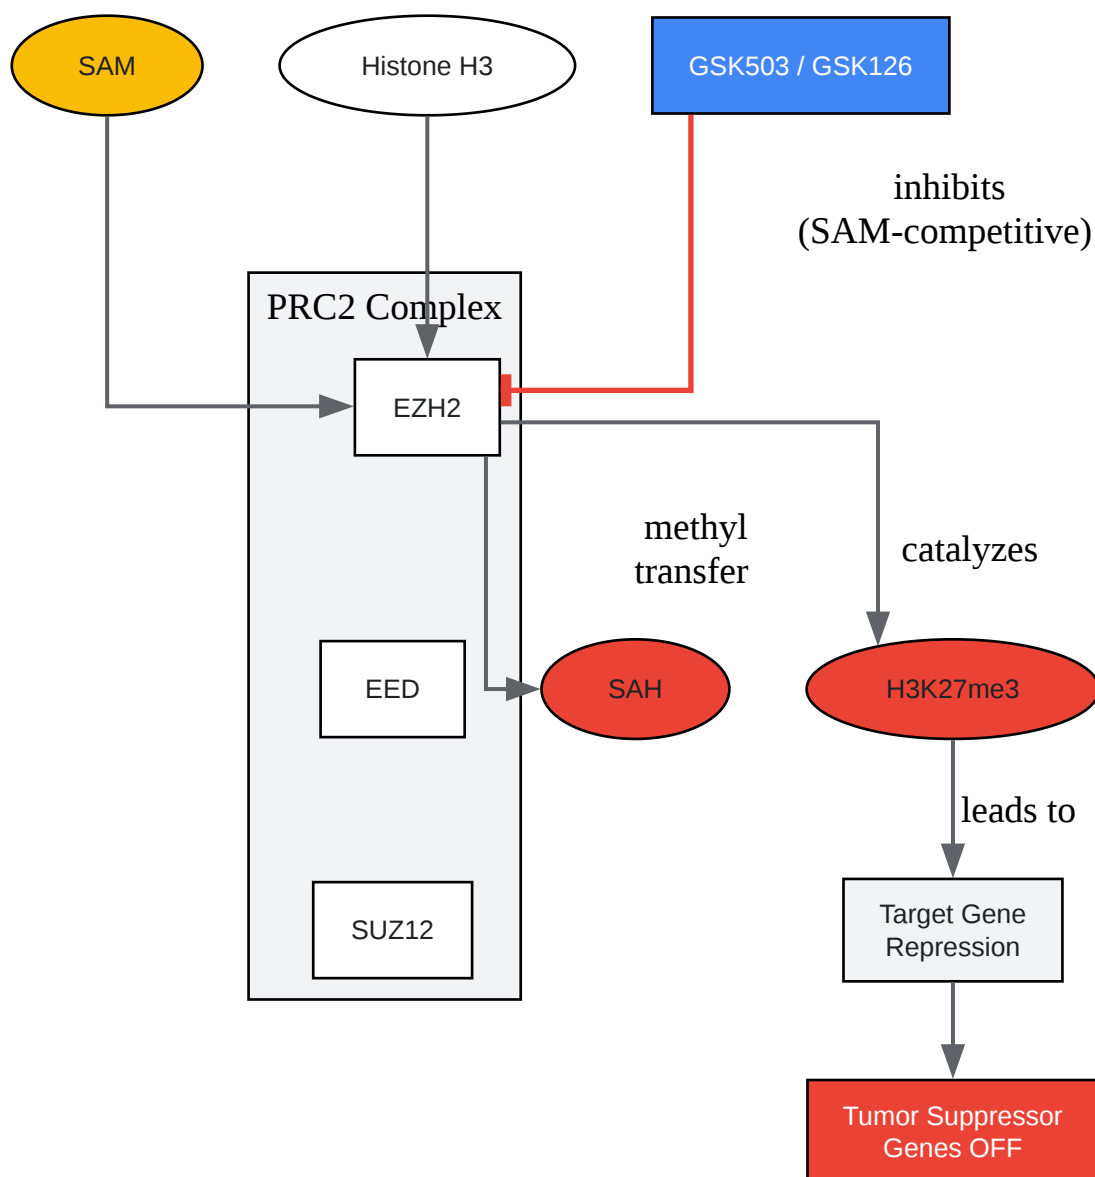 SAM
Histone H3
GSK503 / GSK126
inhibits
(SAM-competitive)
PRC2 Complex
EZH2
methyl
transfer
catalyzes
EED
SAH
H3K27me3
leads to
SUZ12
Target Gene
Repression
Tumor Suppressor
Genes OFF